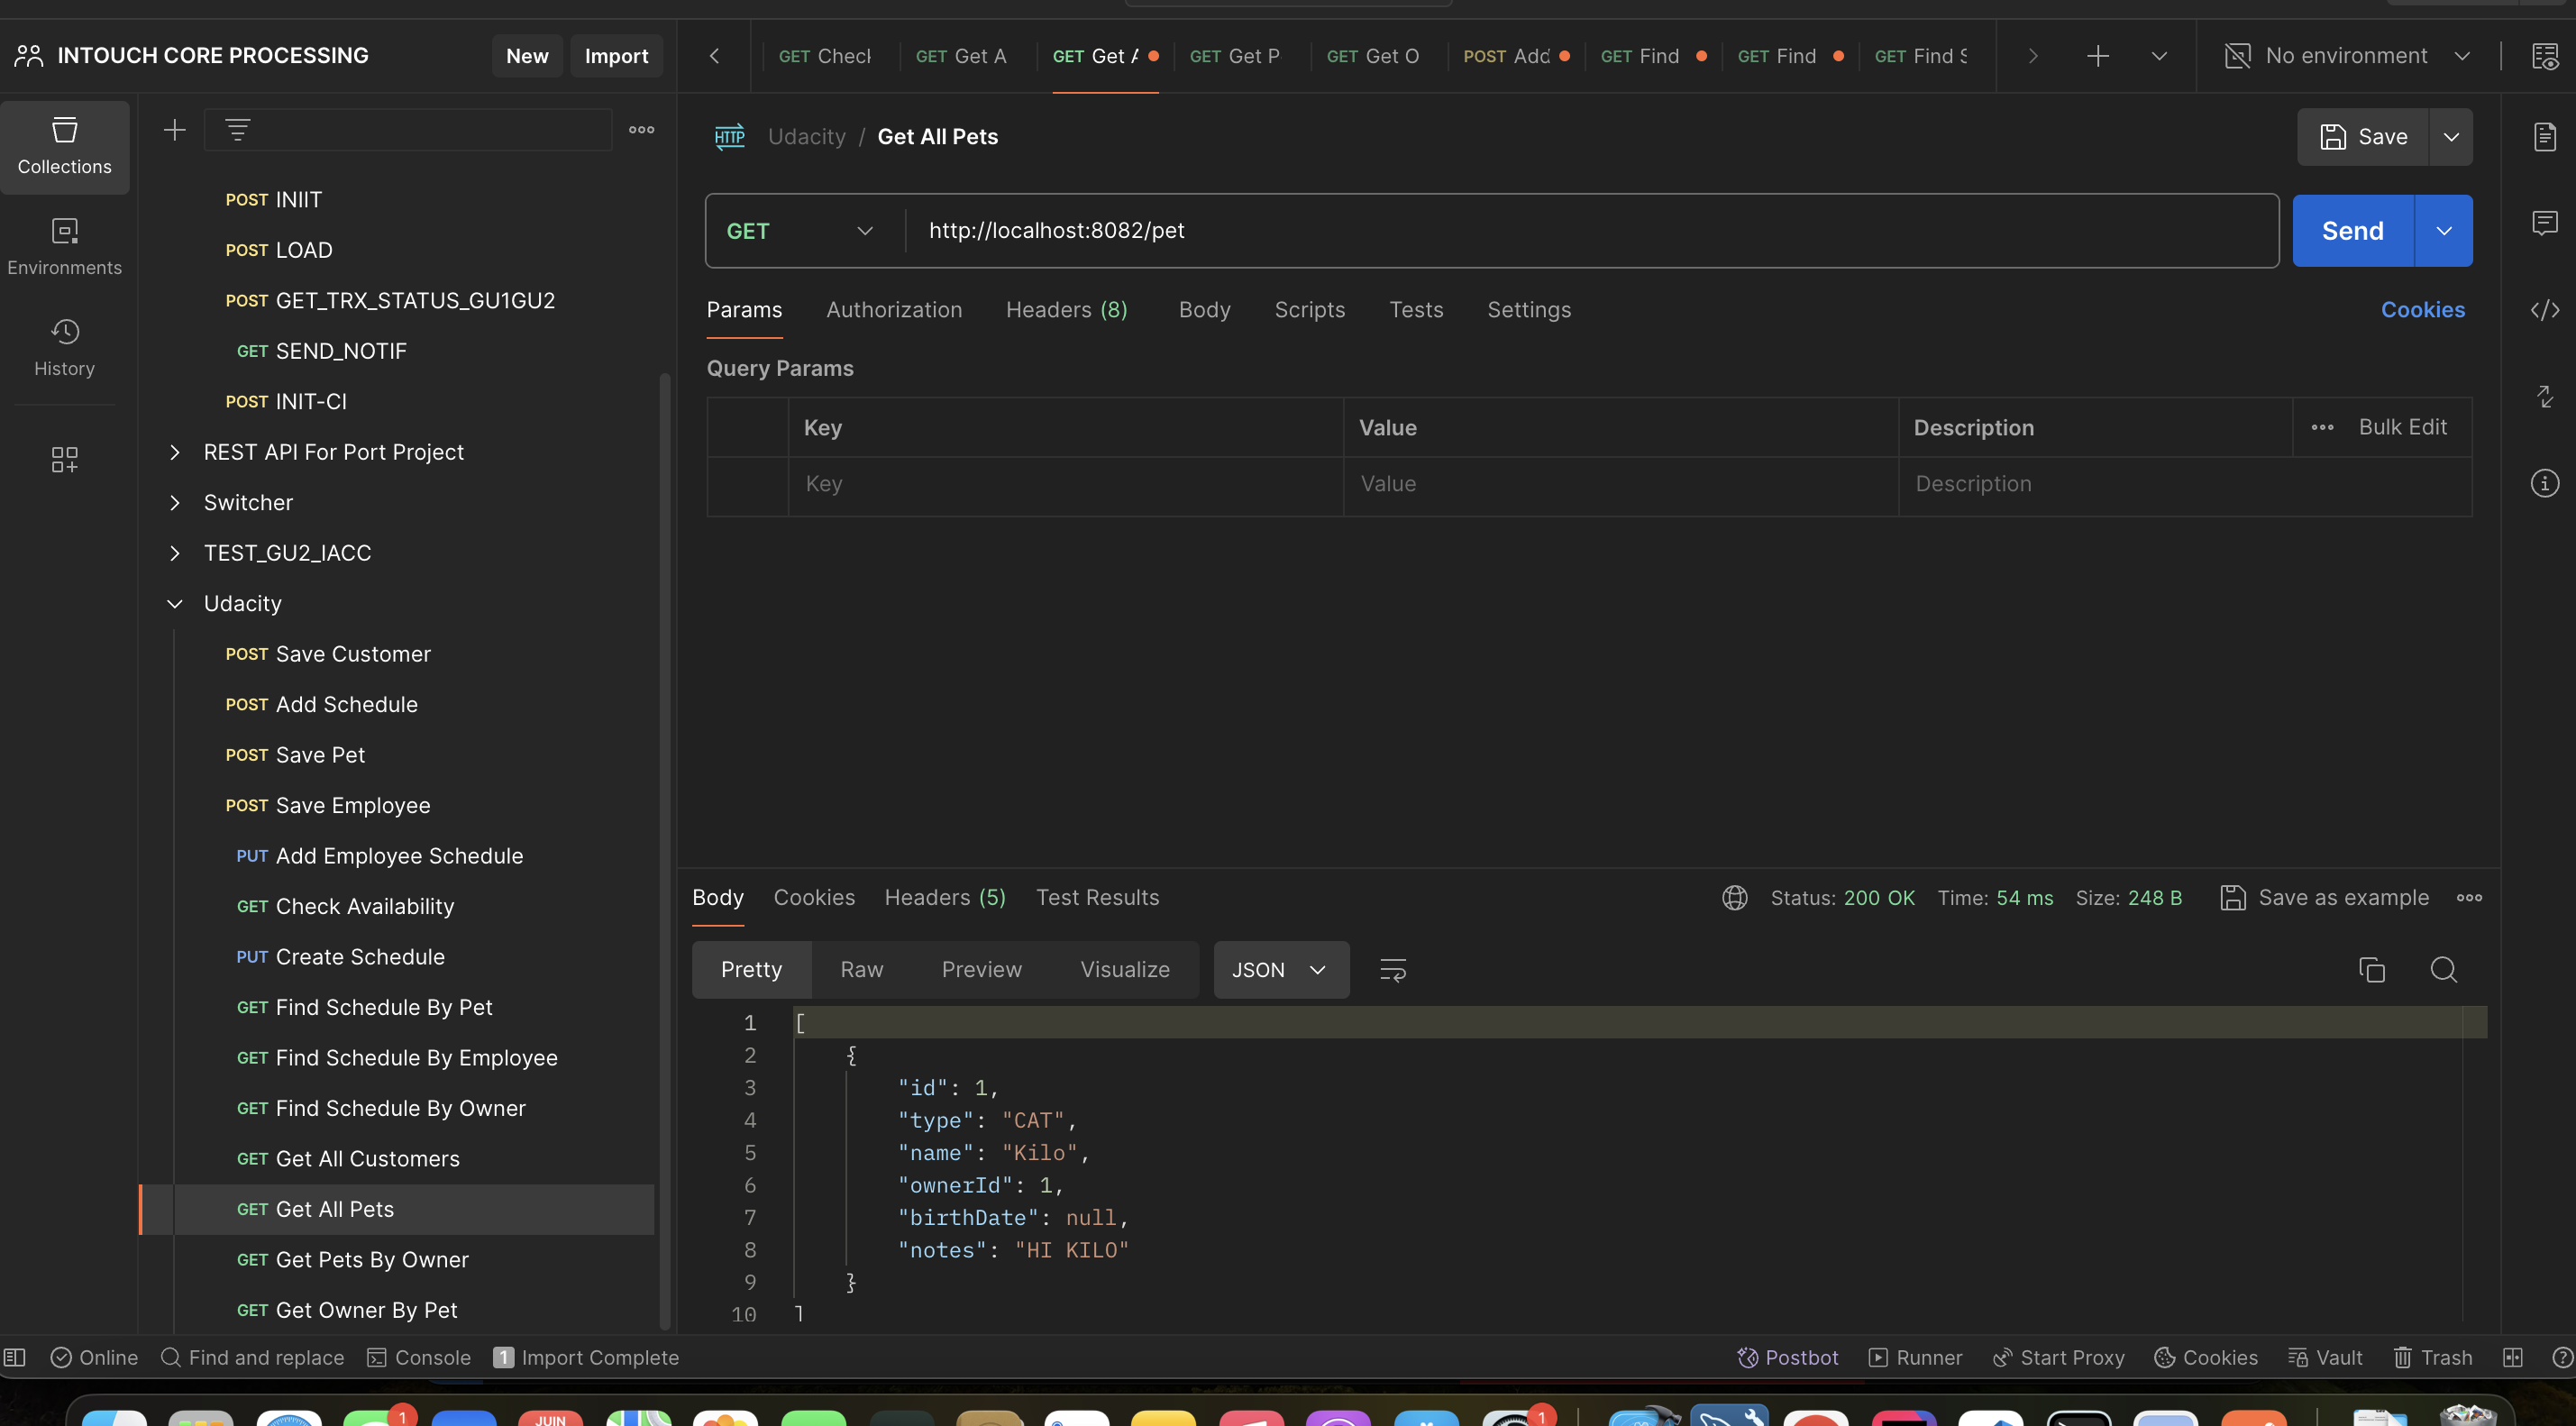 INTOUCH CORE PROCESSING
New
Import
GET Check
GET Get A
GET Get A
GET Get P
GET Get O
POST Add
GET Find
GET Find
GET Find S
No environment
Collections
Environments
History
POST INIIT
POST LOAD
POST GET_TRX_STATUS_GU1GU2
GET SEND_NOTIF
POST INIT-CI
REST API For Port Project
Switcher
TEST_GU2_IACC
Udacity
POST Save Customer
POST Add Schedule
POST Save Pet
POST Save Employee
PUT Add Employee Schedule
GET Check Availability
PUT Create Schedule
GET Find Schedule By Pet
GET Find Schedule By Employee
GET Find Schedule By Owner
GET Get All Customers
GET Get All Pets
GET Get Pets By Owner
GET Get Owner By Pet
HTTP Udacity / Get All Pets
Save
GET http://localhost:8082/pet
Send
Params Authorization Headers (8) Body Scripts Tests Settings Cookies
Query Params
Key Value Description Bulk Edit
Key Value Description
Body Cookies Headers (5) Test Results
Status: 200 OK Time: 54 ms Size: 248 B Save as example
Pretty Raw Preview Visualize JSON
1 [
2 {
3 "id": 1,
4 "type": "CAT",
5 "name": "Kilo",
6 "ownerId": 1,
7 "birthDate": null,
8 "notes": "HI KILO"
9 }
10 ]
Online Find and replace Console 1 Import Complete
Postbot Runner Start Proxy Cookies Vault Trash
1
JUIN
1